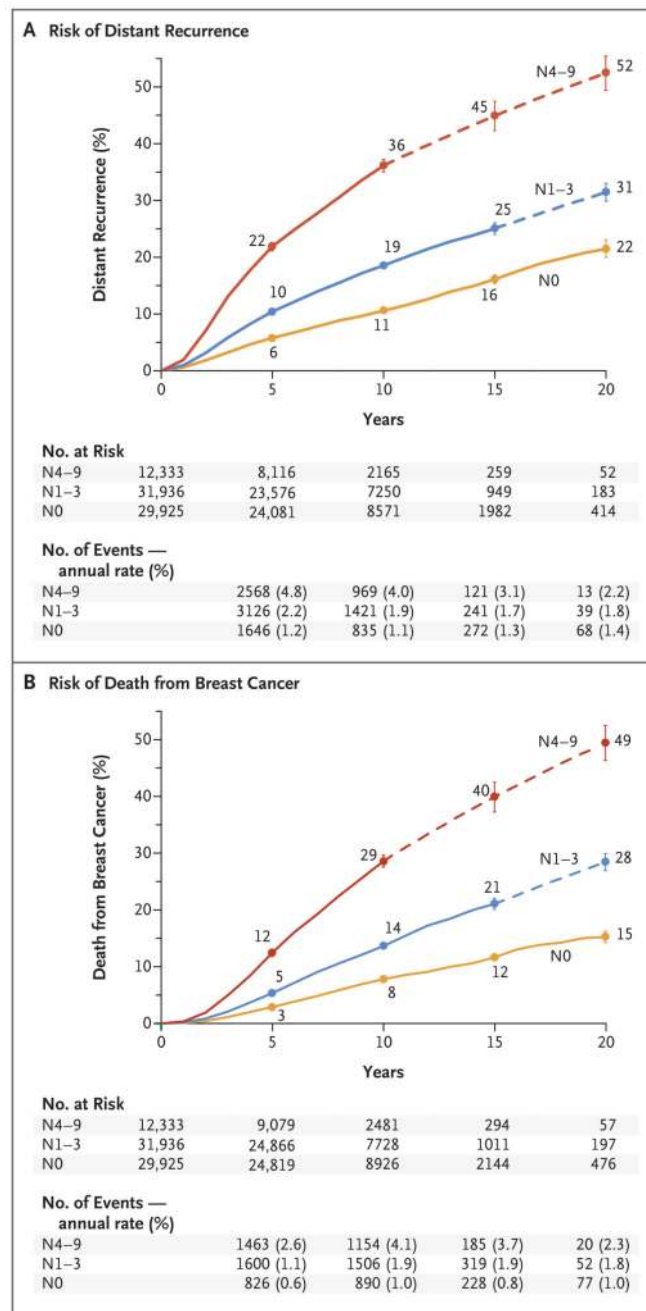 A Risk of Distant Recurrence
Distant Recurrence (%)
50
40
30
20
10
0
22
36
45
N4–9
52
10
19
25
N1–3
31
6
11
16
N0
22
0 5 10 15 20
Years
No. at Risk
N4–9 12,333 8,116 2165 259 52
N1–3 31,936 23,576 7250 949 183
N0 29,925 24,081 8571 1982 414
No. of Events —
annual rate (%)
N4–9 2568 (4.8) 969 (4.0) 121 (3.1) 13 (2.2)
N1–3 3126 (2.2) 1421 (1.9) 241 (1.7) 39 (1.8)
N0 1646 (1.2) 835 (1.1) 272 (1.3) 68 (1.4)
B Risk of Death from Breast Cancer
Death from Breast Cancer (%)
50
40
30
20
10
0
12
29
40
N4–9
49
5
14
21
N1–3
28
3
8
12
N0
15
0 5 10 15 20
Years
No. at Risk
N4–9 12,333 9,079 2481 294 57
N1–3 31,936 24,866 7728 1011 197
N0 29,925 24,819 8926 2144 476
No. of Events —
annual rate (%)
N4–9 1463 (2.6) 1154 (4.1) 185 (3.7) 20 (2.3)
N1–3 1600 (1.1) 1506 (1.9) 319 (1.9) 52 (1.8)
N0 826 (0.6) 890 (1.0) 228 (0.8) 77 (1.0)